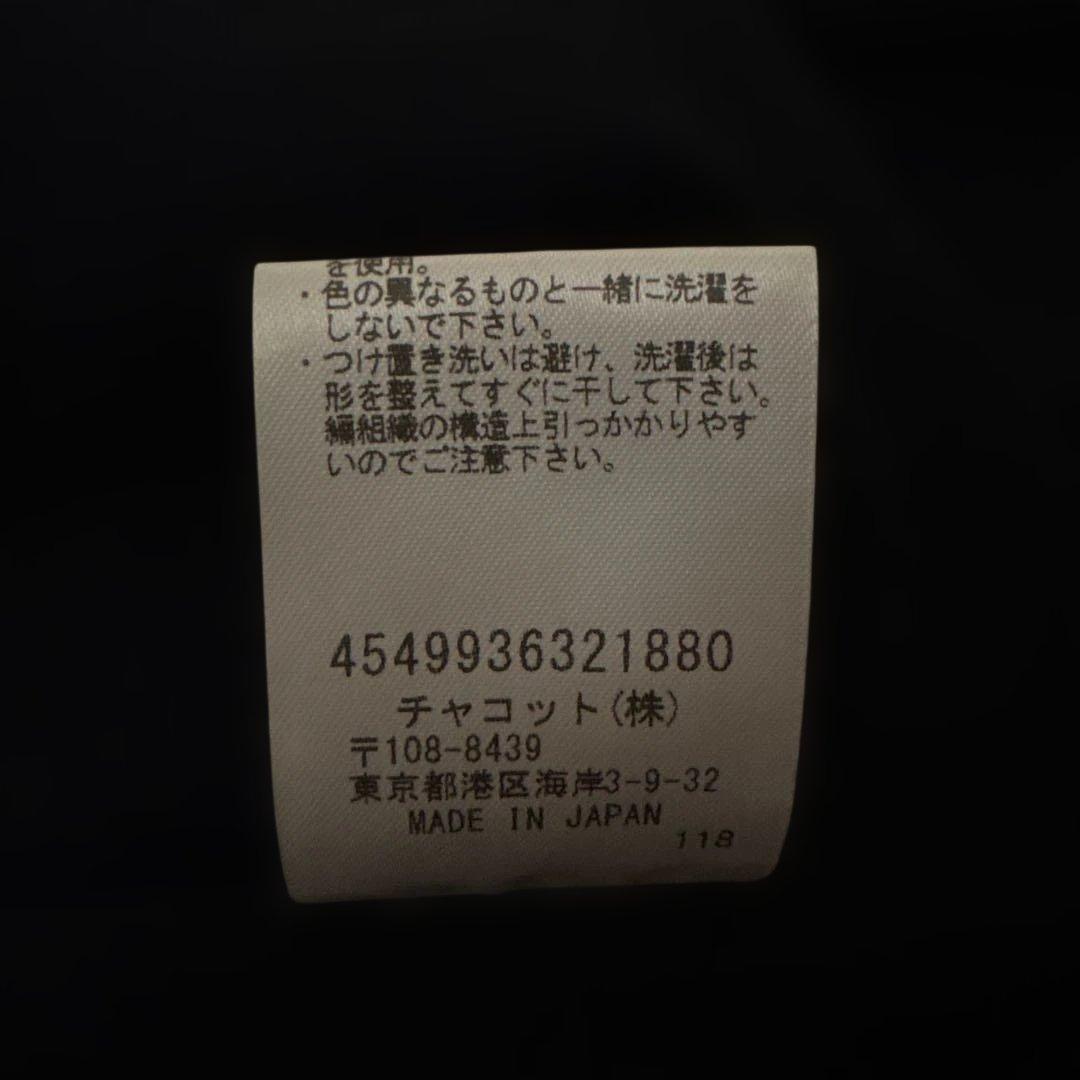 を使用。
・色の異なるものと一緒に洗濯を
しないで下さい。
・つけ置き洗いは避け、洗濯後は
形を整えてすぐに干して下さい。
編組織の構造上引っかかりやす
いのでご注意下さい。
4549936321880
チャコット(株)
〒108-8439
東京都港区海岸3-9-32
MADE IN JAPAN
118